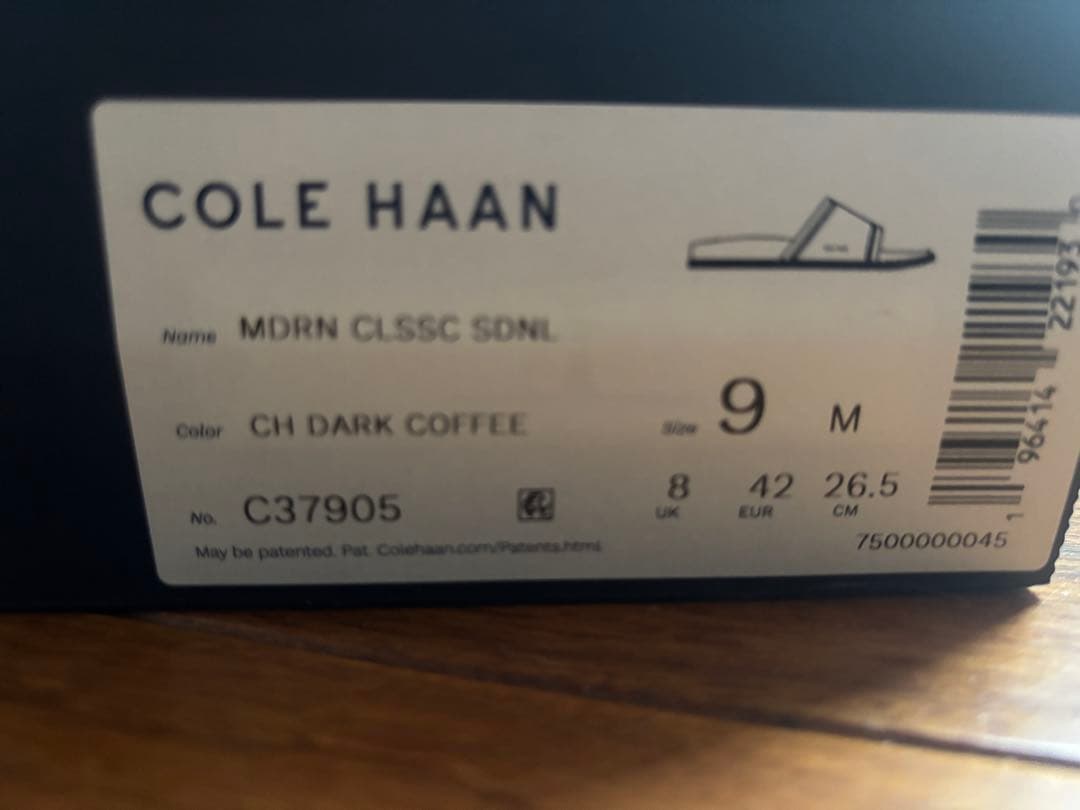 COLE HAAN
Name MDRN CLSSC SDNL
Color CH DARK COFFEE
Size 9 M
No. C37905
8 UK 42 EUR 26.5 CM
May be patented. Pat. Colehaan.com/Patents.html
7500000045
1 96414 22193